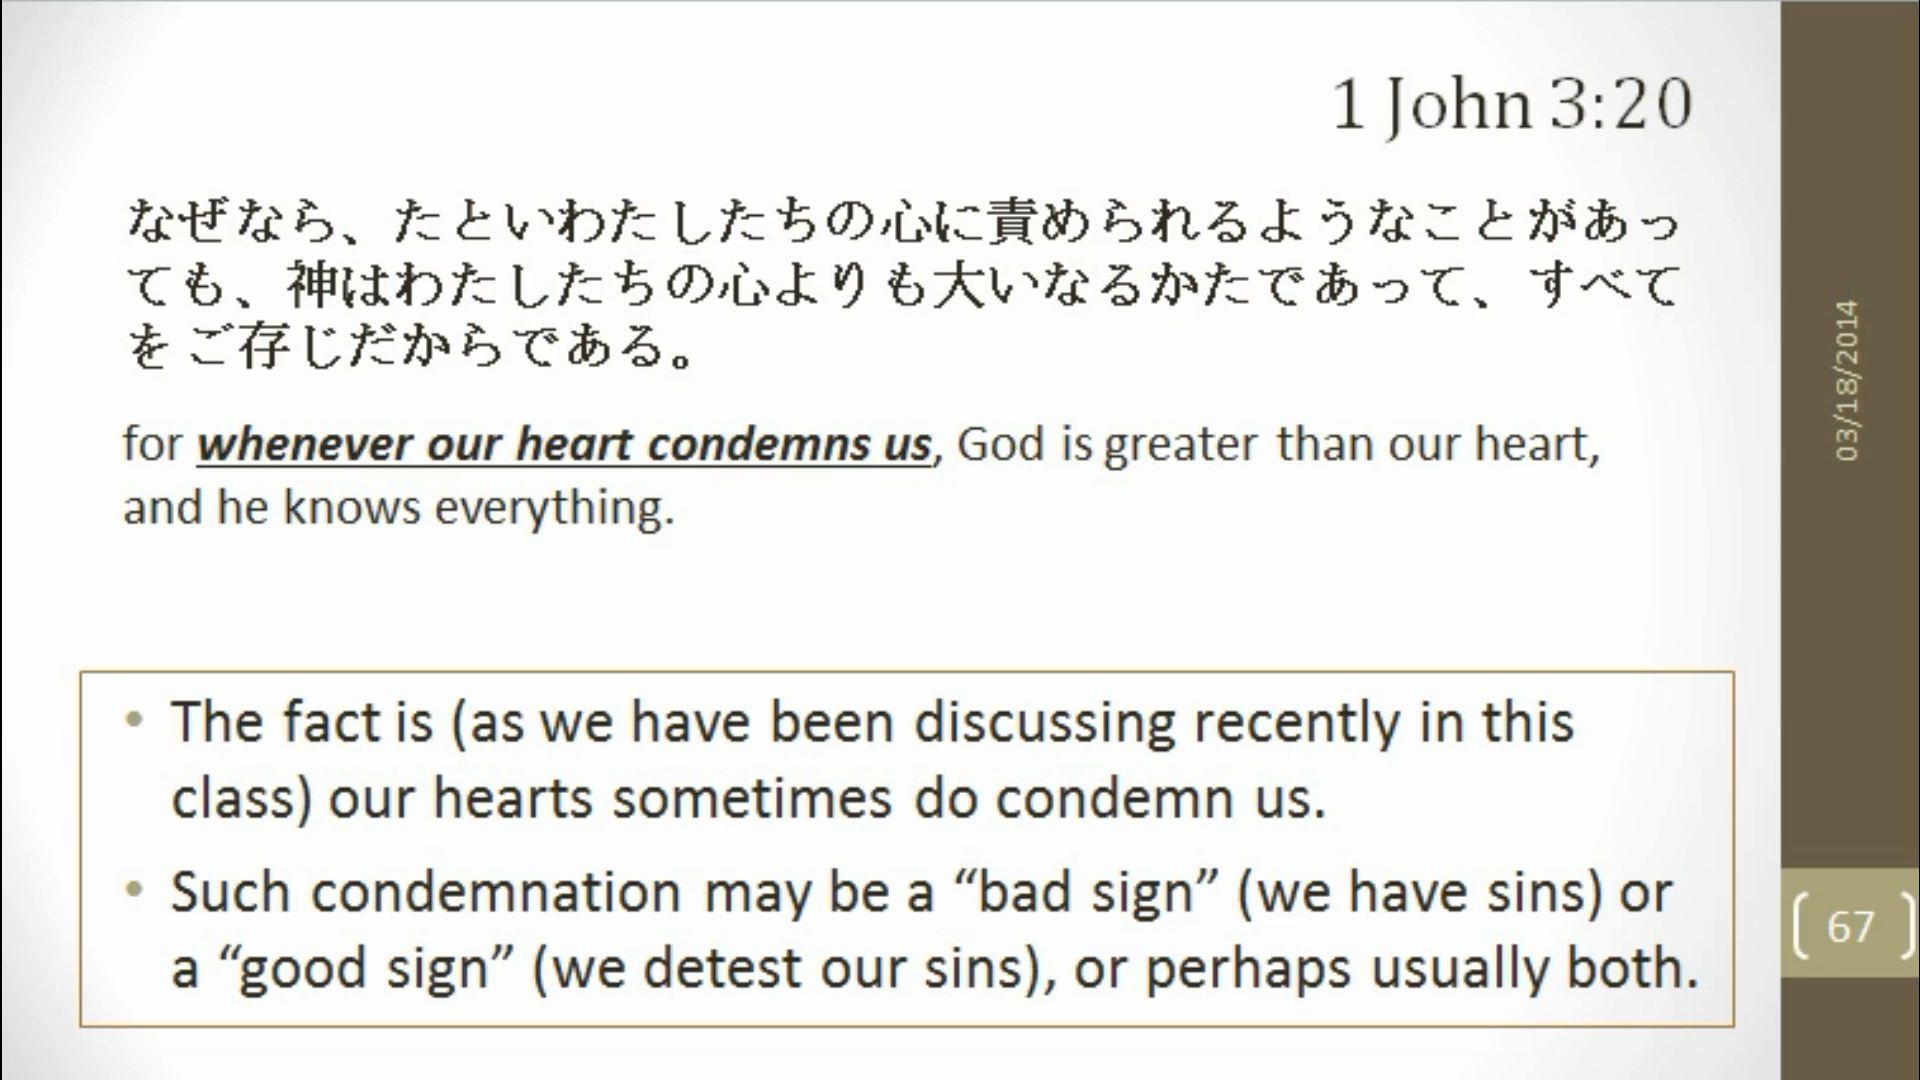 1 John 3:20
なぜなら、たといわたしたちの心に責められるようなことがあっ
ても、神はわたしたちの心よりも大いなるかたであって、すべて
をご存じだからである。
for whenever our heart condemns us, God is greater than our heart,
and he knows everything.
• The fact is (as we have been discussing recently in this
class) our hearts sometimes do condemn us.
• Such condemnation may be a “bad sign” (we have sins) or
a “good sign” (we detest our sins), or perhaps usually both.
03/18/2014
67